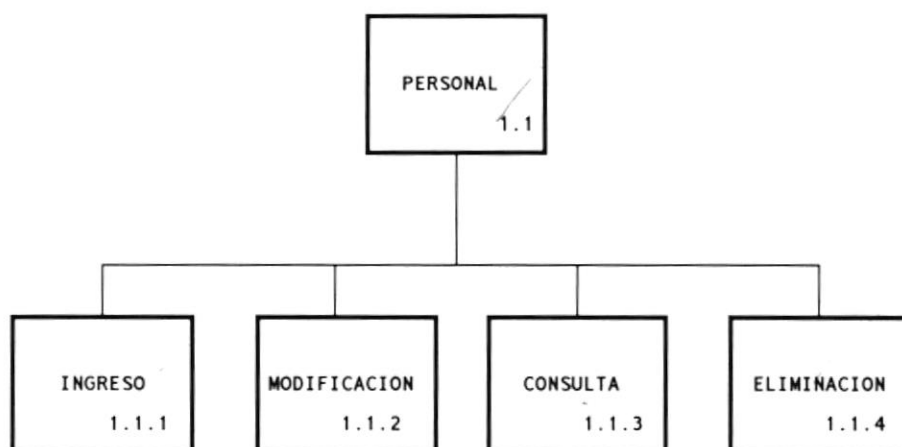 PERSONAL
1.1
INGRESO
1.1.1
MODIFICACION
1.1.2
CONSULTA
1.1.3
ELIMINACION
1.1.4